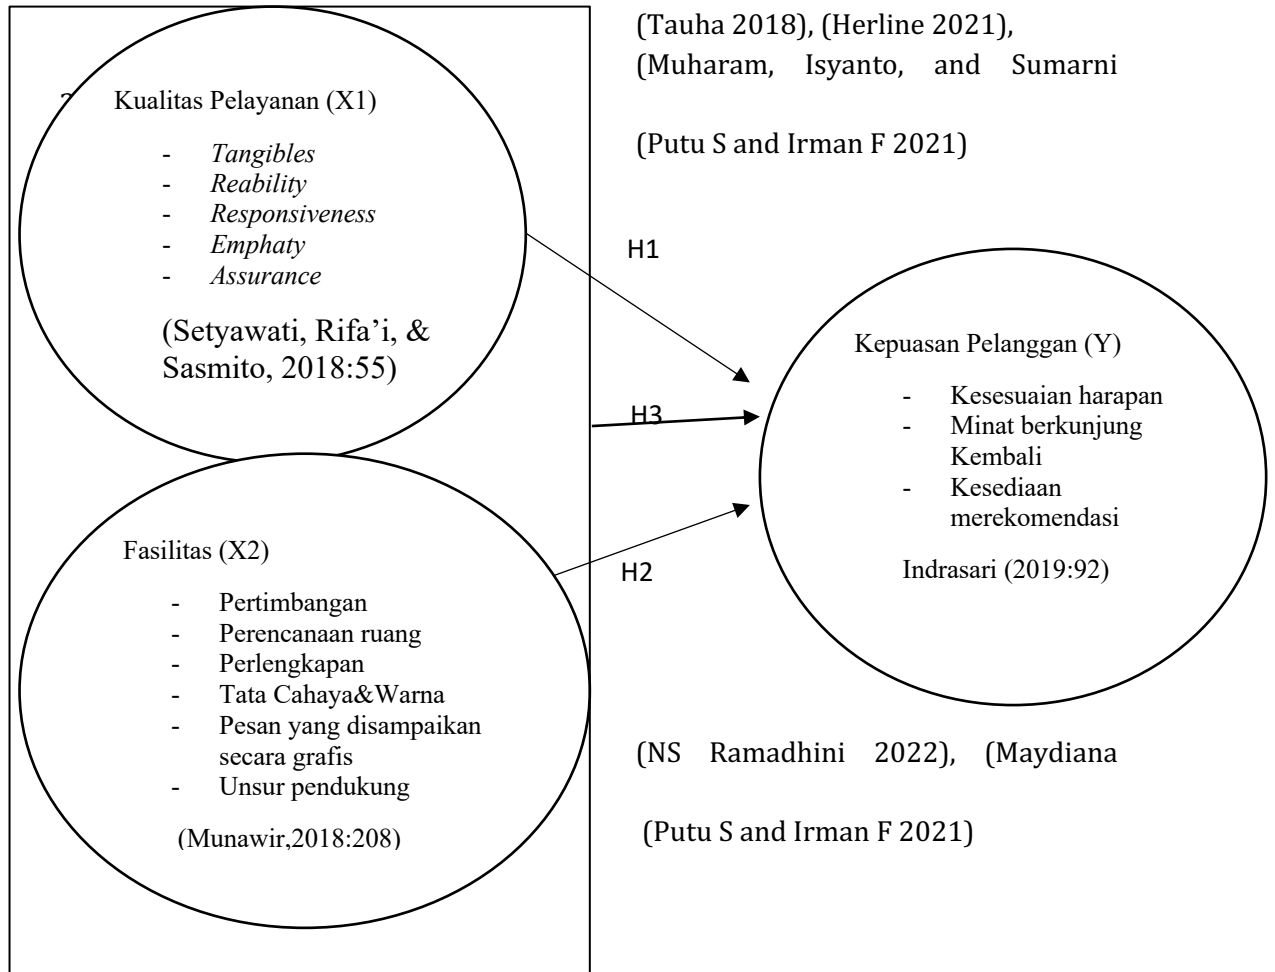 (Tauha 2018), (Herline 2021),
(Muharam, Isyanto, and Sumarni
(Putu S and Irman F 2021)
Kualitas Pelayanan (X1)
- Tangibles
- Reability
- Responsiveness
- Emphaty
- Assurance
(Setyawati, Rifa’i, &
Sasmito, 2018:55)
H1
H3
H2
Kepuasan Pelanggan (Y)
- Kesesuaian harapan
- Minat berkunjung
Kembali
- Kesediaan
merekomendasi
Indrasari (2019:92)
Fasilitas (X2)
- Pertimbangan
- Perencanaan ruang
- Perlengkapan
- Tata Cahaya&Warna
- Pesan yang disampaikan
secara grafis
- Unsur pendukung
(Munawir,2018:208)
(NS Ramadhini 2022), (Maydiana
(Putu S and Irman F 2021)